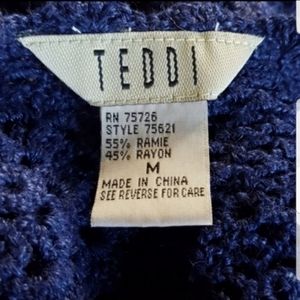 TEDDI
RN 75726
STYLE 75621
55% RAMIE
45% RAYON
M
MADE IN CHINA
SEE REVERSE FOR CARE